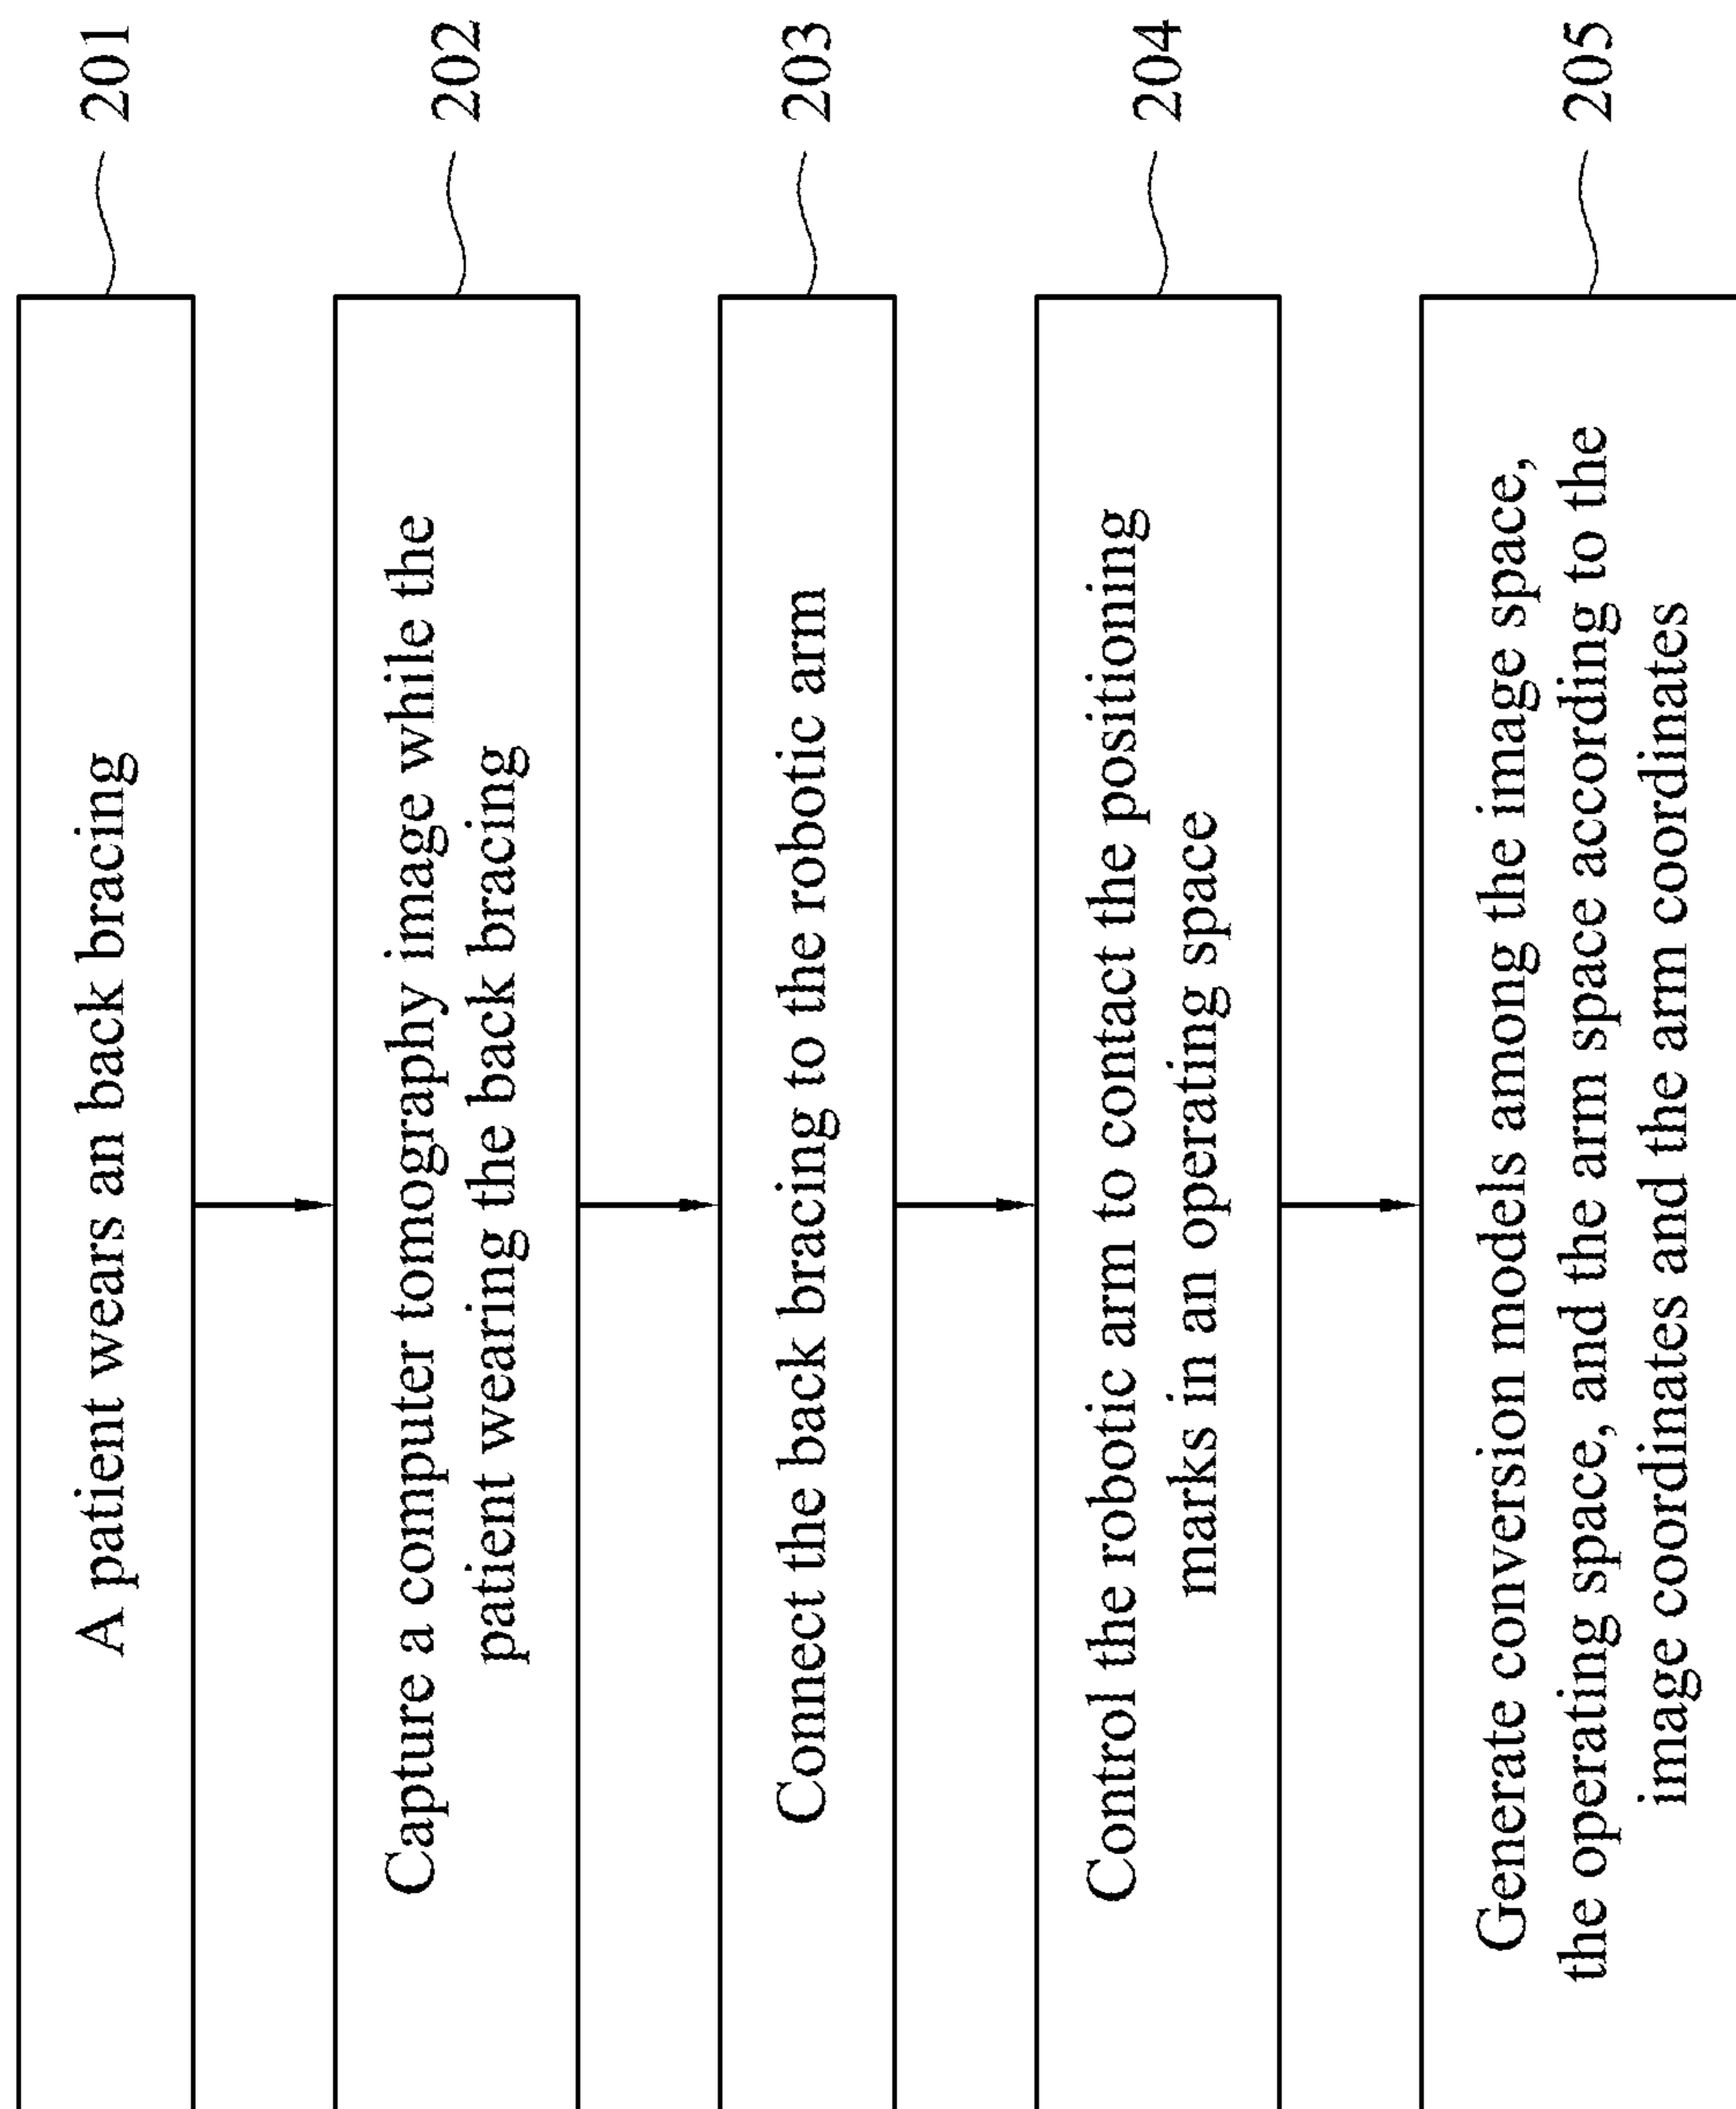 A patient wears an back bracing
201
Capture a computer tomography image while the
patient wearing the back bracing
202
Connect the back bracing to the robotic arm
203
Control the robotic arm to contact the positioning
marks in an operating space
204
Generate conversion models among the image space,
the operating space, and the arm space according to the
image coordinates and the arm coordinates
205